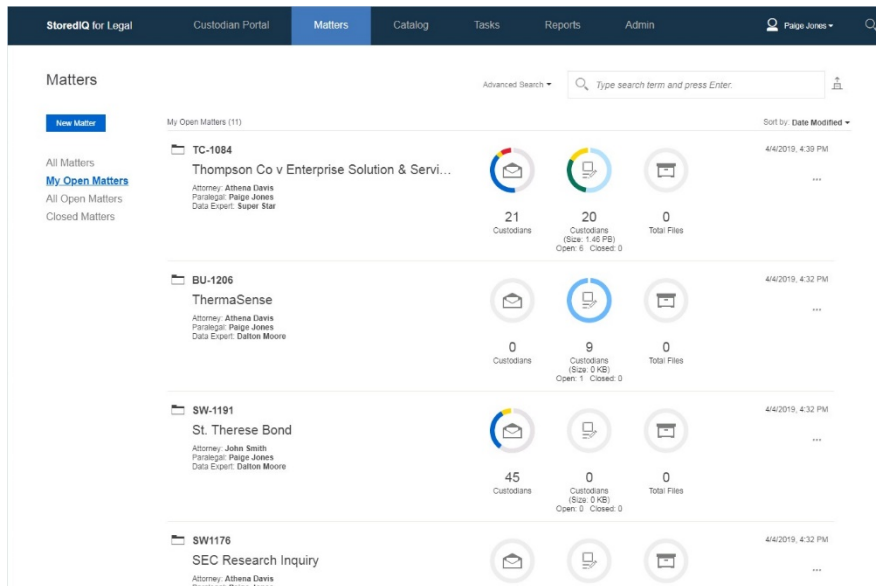 StoredIQ for Legal Custodian Portal Matters Catalog Tasks Reports Admin Paige Jones
Matters
Advanced Search Type search term and press Enter.
New Matter
My Open Matters (11) Sort by: Date Modified
All Matters
My Open Matters
All Open Matters
Closed Matters
TC-1084 4/4/2019, 4:39 PM
Thompson Co v Enterprise Solution & Servi...
Attorney: Athena Davis
Paralegal: Paige Jones
Data Expert: Super Star
21 20 0
Custodians Custodians Total Files
(Size: 1.46 PB)
Open: 6 Closed: 0
BU-1206 4/4/2019, 4:32 PM
ThermaSense
Attorney: Athena Davis
Paralegal: Paige Jones
Data Expert: Dalton Moore
0 9 0
Custodians Custodians Total Files
(Size: 0 KB)
Open: 1 Closed: 0
SW-1191 4/4/2019, 4:32 PM
St. Therese Bond
Attorney: John Smith
Paralegal: Paige Jones
Data Expert: Dalton Moore
45 0 0
Custodians Custodians Total Files
(Size: 0 KB)
Open: 0 Closed: 0
SW1176 4/4/2019, 4:32 PM
SEC Research Inquiry
Attorney: Athena Davis